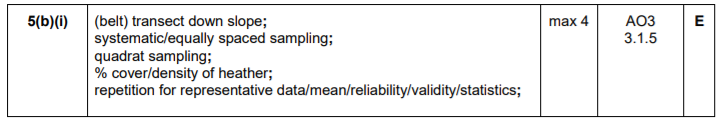 5(b)(i) (belt) transect down slope; max 4 AO3 E
systematic/equally spaced sampling; 3.1.5
quadrat sampling;
% cover/density of heather;
repetition for representative data/mean/reliability/validity/statistics;